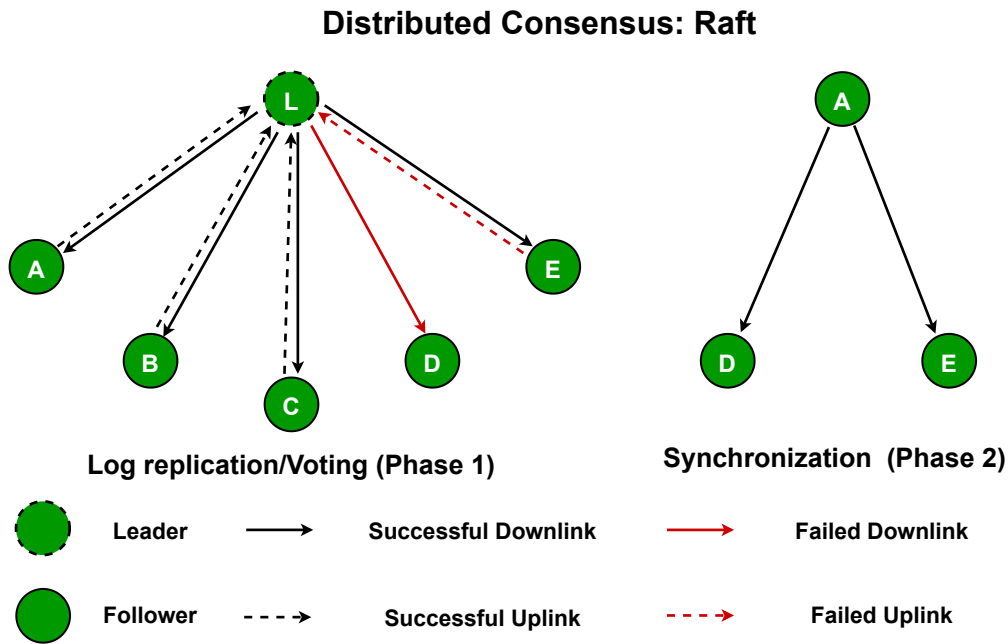 Distributed Consensus: Raft
L
A
A
E
B
D
D
E
C
Log replication/Voting (Phase 1)
Synchronization (Phase 2)
Leader
Successful Downlink
Failed Downlink
Follower
Successful Uplink
Failed Uplink